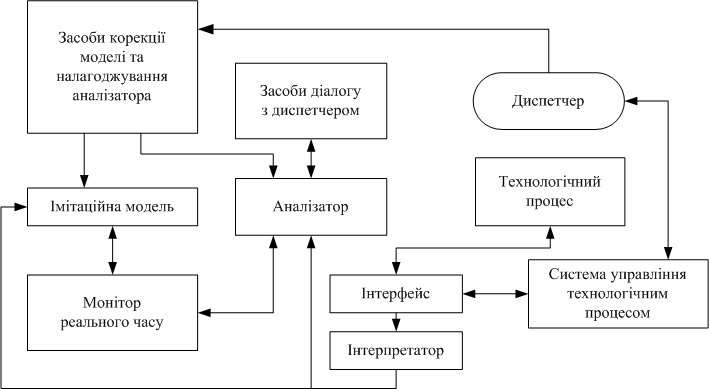 Засоби корекції
моделі та
налагоджування
аналізатора
Засоби діалогу
з диспетчером
Диспетчер
Технологічний
процес
Імітаційна модель
Аналізатор
Монітор
реального часу
Інтерфейс
Система управління
технологічним
процесом
Інтерпретатор